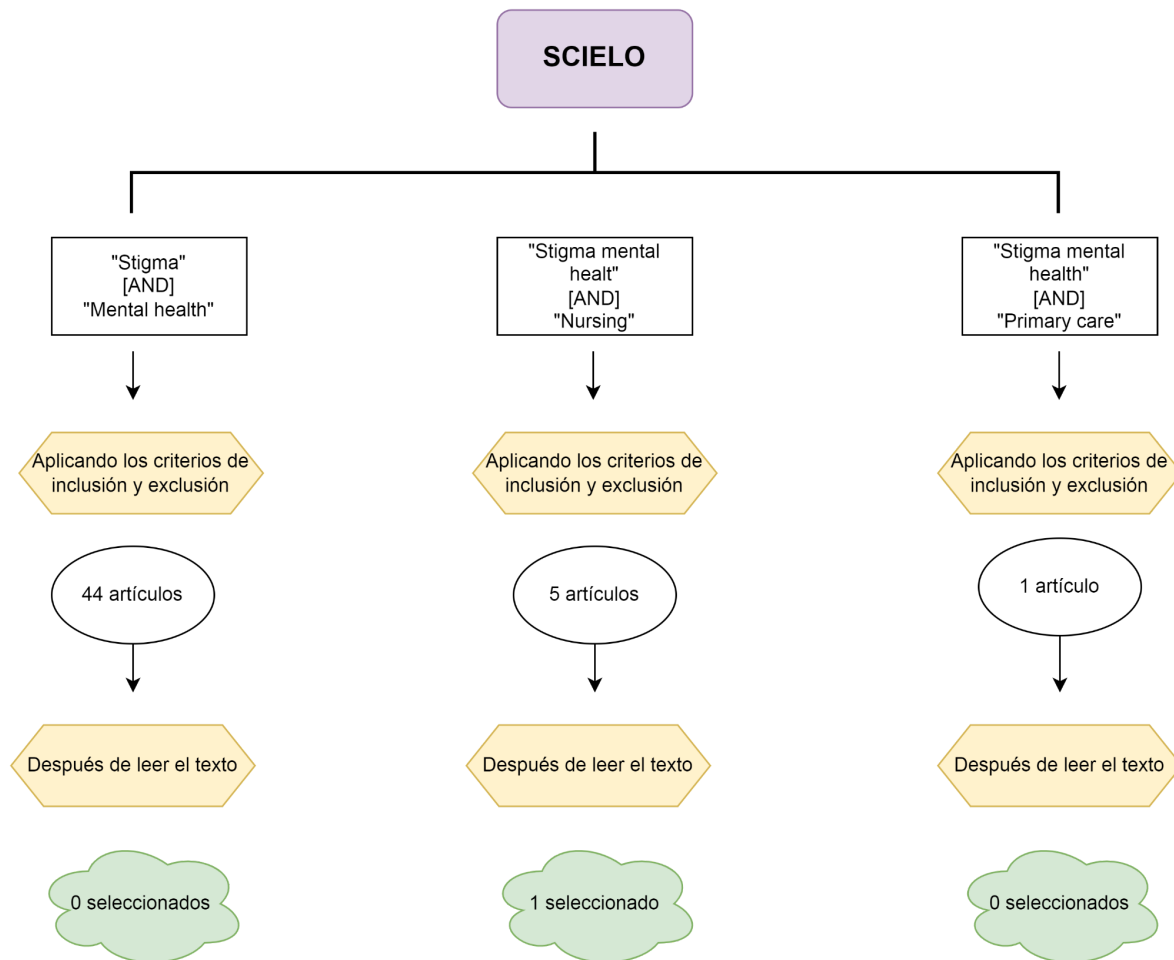 SCIELO
"Stigma"
[AND]
"Mental health"
"Stigma mental
healt"
[AND]
"Nursing"
"Stigma mental
health"
[AND]
"Primary care"
Aplicando los criterios de
inclusión y exclusión
Aplicando los criterios de
inclusión y exclusión
Aplicando los criterios de
inclusión y exclusión
44 artículos
5 artículos
1 artículo
Después de leer el texto
Después de leer el texto
Después de leer el texto
0 seleccionados
1 seleccionado
0 seleccionados